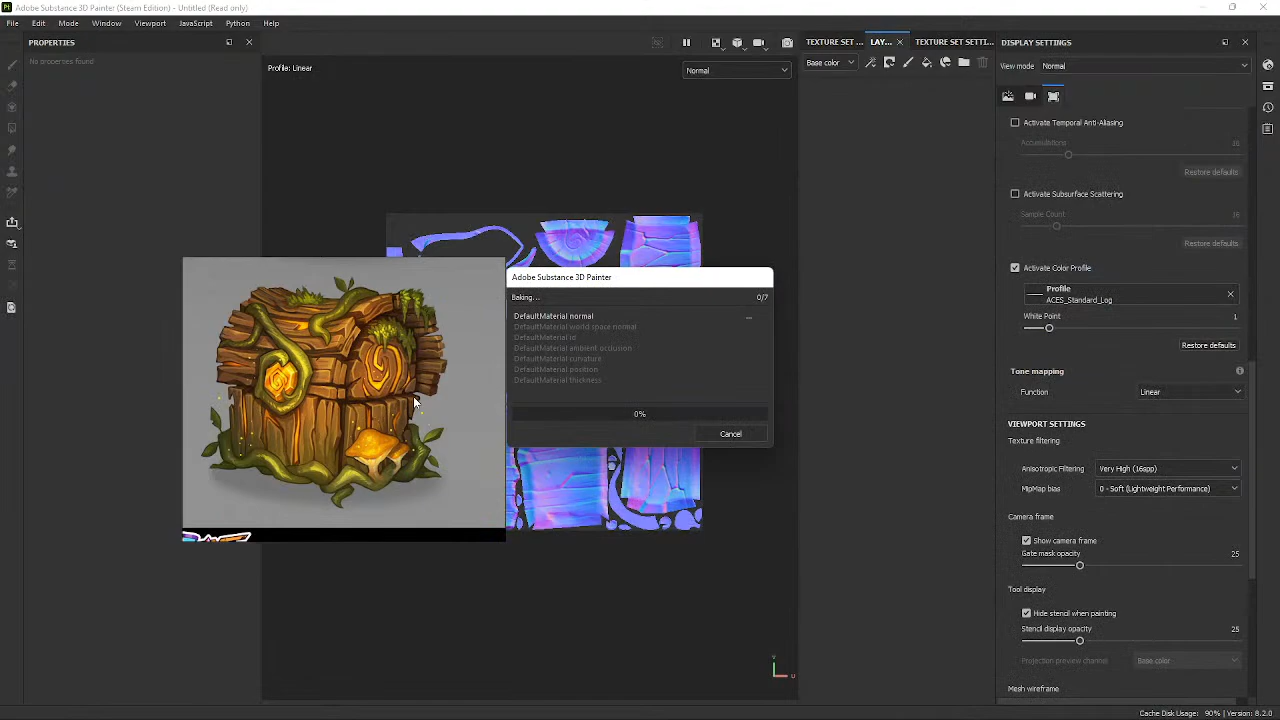 Adobe Substance 3D Painter (Steam Edition) - Untitled (Read only)
File Edit Mode Window Viewport JavaScript Python Help
PROPERTIES
No properties found
Profile: Linear
Normal
TEXTURE SET ...
LAY...
TEXTURE SET SETTI...
Base color
DISPLAY SETTINGS
View mode Normal
Activate Temporal Anti-Aliasing
Accumulations 16
Restore defaults
Activate Subsurface Scattering
Sample Count 16
Restore defaults
Activate Color Profile
Profile
ACES_Standard_Log
White Point 1
Restore defaults
Tone mapping
Function Linear
VIEWPORT SETTINGS
Texture filtering
Anisotropic Filtering Very High (16spp)
MipMap bias 0 - Soft (Lightweight Performance)
Camera frame
Show camera frame
Gate mask opacity 25
Tool display
Hide stencil when painting
Stencil display opacity 25
Projection preview channel Base color
Mesh wireframe
Adobe Substance 3D Painter
Baking... 0/7
DefaultMaterial normal ...
DefaultMaterial world space normal
DefaultMaterial id
DefaultMaterial ambient occlusion
DefaultMaterial curvature
DefaultMaterial position
DefaultMaterial thickness
0%
Cancel
Y
U
Cache Disk Usage: 90% | Version: 8.2.0